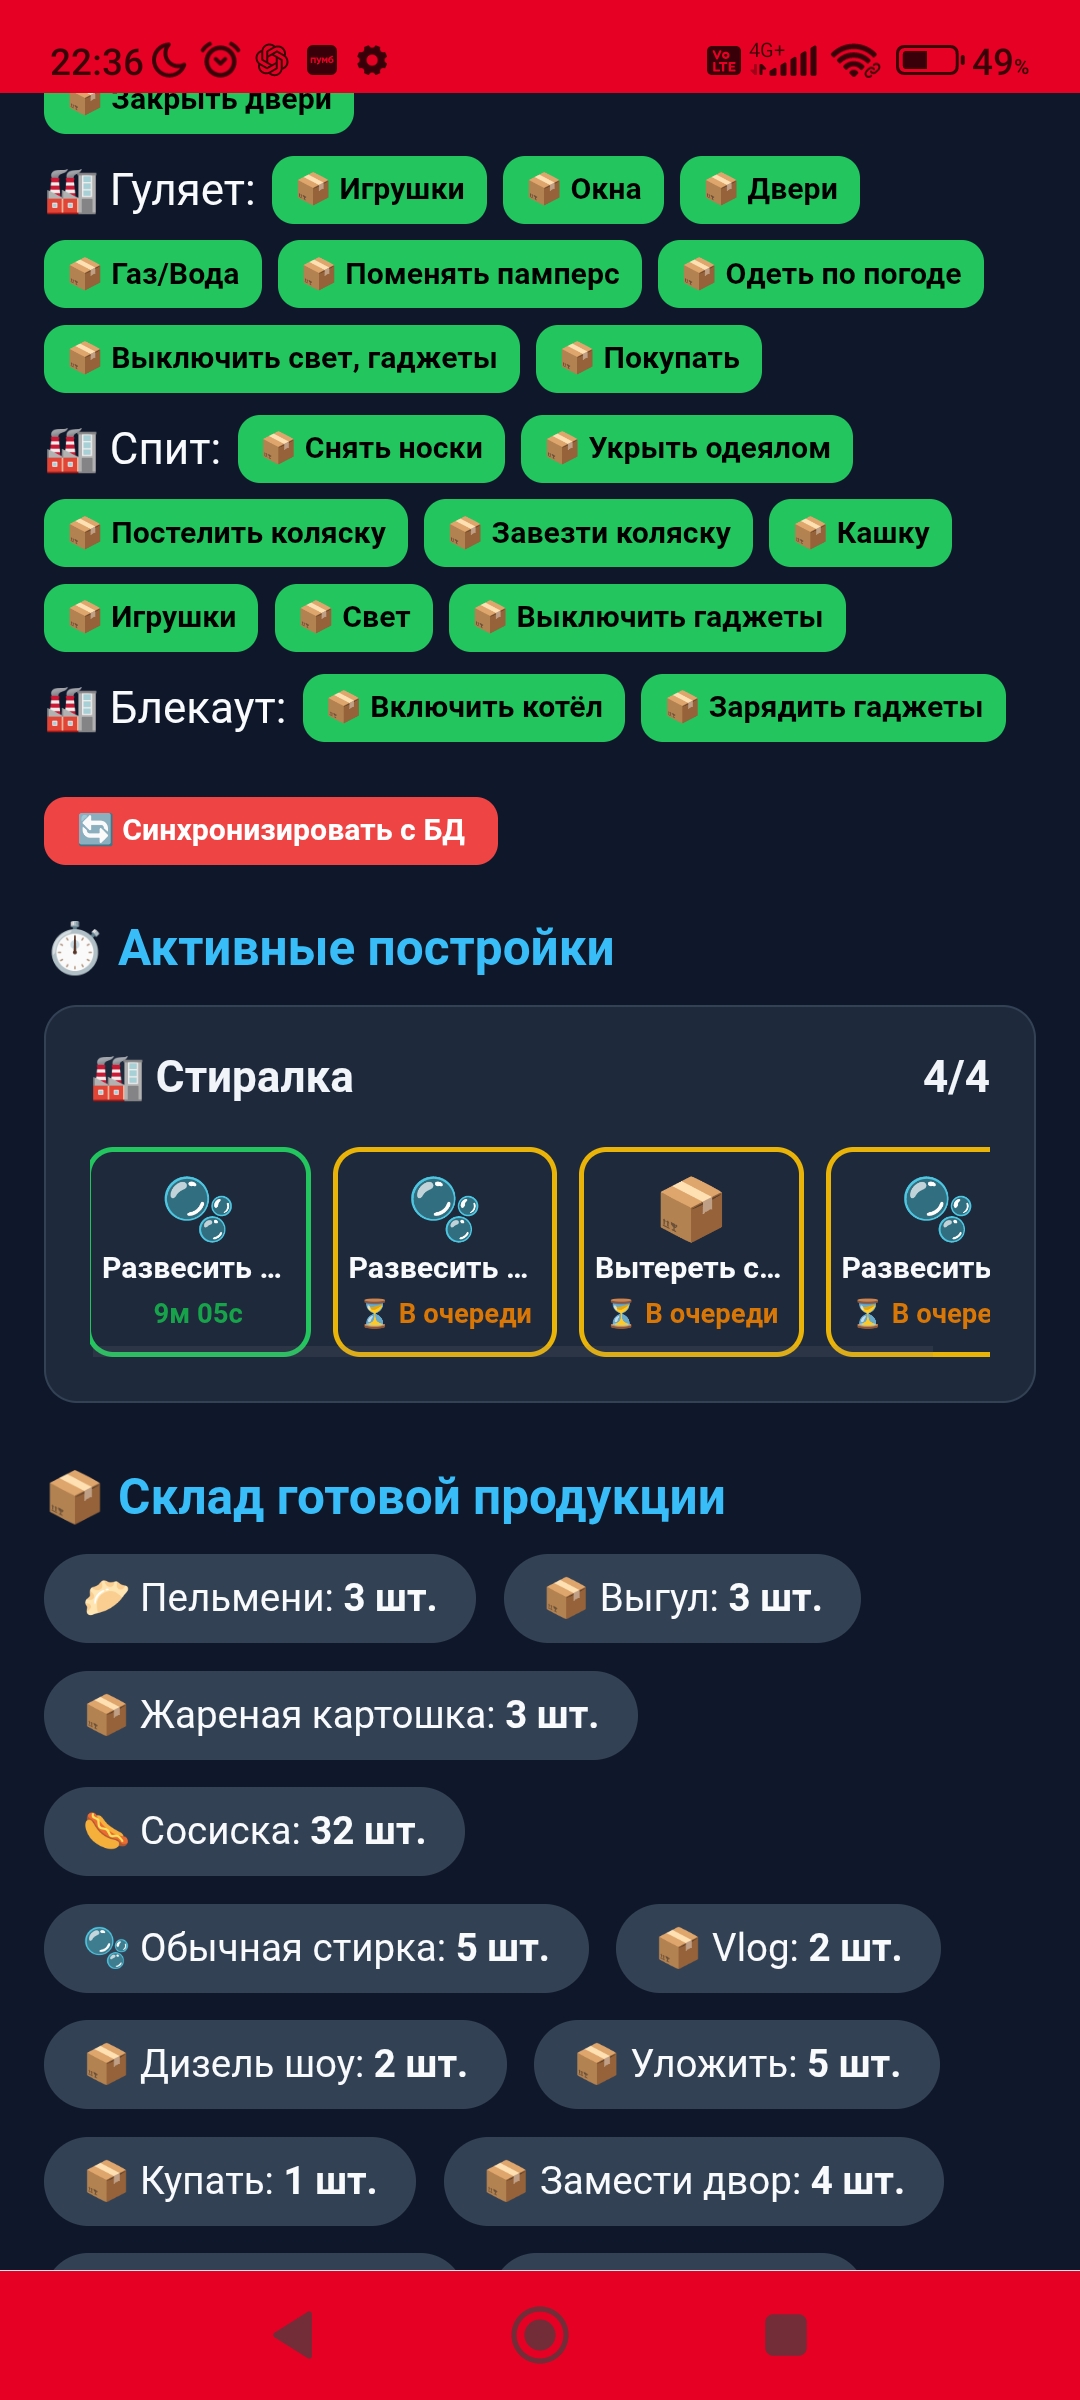 22:36 пумб Vo LTE 4G+ 49%
Закрыть двери
Гуляет: Игрушки Окна Двери
Газ/Вода Поменять памперс Одеть по погоде
Выключить свет, гаджеты Покупать
Спит: Снять носки Укрыть одеялом
Постелить коляску Завезти коляску Кашку
Игрушки Свет Выключить гаджеты
Блекаут: Включить котёл Зарядить гаджеты
Синхронизировать с БД
Активные постройки
Стиралка 4/4
Развесить ... Развесить ... Вытереть с... Развесить
9м 05с В очереди В очереди В очере
Склад готовой продукции
Пельмени: 3 шт. Выгул: 3 шт.
Жареная картошка: 3 шт.
Сосиска: 32 шт.
Обычная стирка: 5 шт. Vlog: 2 шт.
Дизель шоу: 2 шт. Уложить: 5 шт.
Купать: 1 шт. Замести двор: 4 шт.